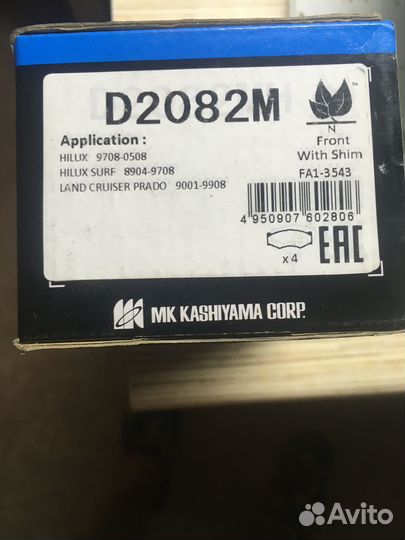 D2082M
TM
N
Application :
Front
With Shim
HILUX 9708-0508
HILUX SURF 8904-9708
FA1-3543
LAND CRUISER PRADO 9001-9908
4 950907 602806
x 4
EAC
MK KASHIYAMA CORP.
Avito